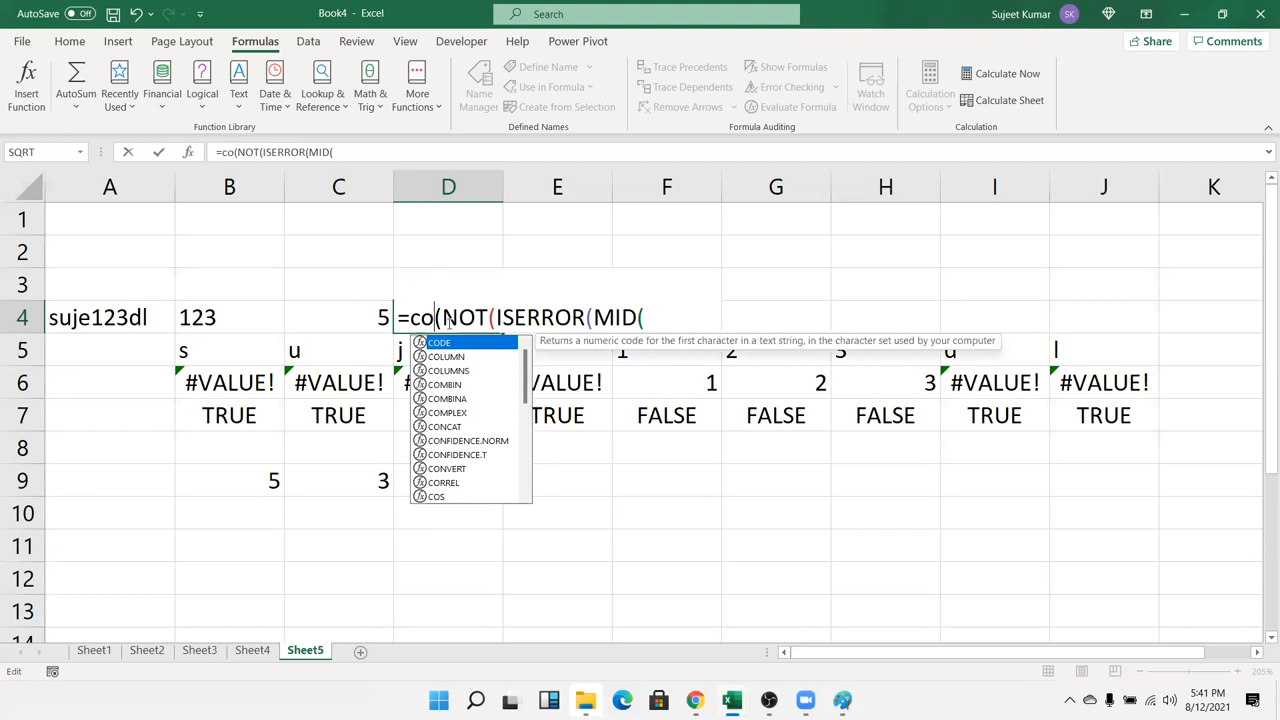 AutoSave Off Book4 - Excel Search Sujeet Kumar SK
File Home Insert Page Layout Formulas Data Review View Developer Help Power Pivot Share Comments
Insert Function
AutoSum
Recently Used
Financial
Logical
Text
Date & Time
Lookup & Reference
Math & Trig
More Functions
Function Library
Name Manager
Define Name
Use in Formula
Create from Selection
Defined Names
Trace Precedents
Trace Dependents
Remove Arrows
Show Formulas
Error Checking
Evaluate Formula
Formula Auditing
Watch Window
Calculation Options
Calculate Now
Calculate Sheet
Calculation
SQRT fx =co(NOT(ISERROR(MID(
A B C D E F G H I J K
1
2
3
4 suje123dl 123 5 =co(NOT(ISERROR(MID(
CODE Returns a numeric code for the first character in a text string, in the character set used by your computer
5 s u j l
6 #VALUE! #VALUE! 1 2 3 #VALUE! #VALUE!
7 TRUE TRUE TRUE FALSE FALSE FALSE TRUE TRUE
8
9 5 3
10
11
12
13
COLUMN
COLUMNS
COMBIN
COMBINA
COMPLEX
CONCAT
CONFIDENCE.NORM
CONFIDENCE.T
CONVERT
CORREL
COS
Sheet1 Sheet2 Sheet3 Sheet4 Sheet5
Edit 205%
5:41 PM
8/12/2021